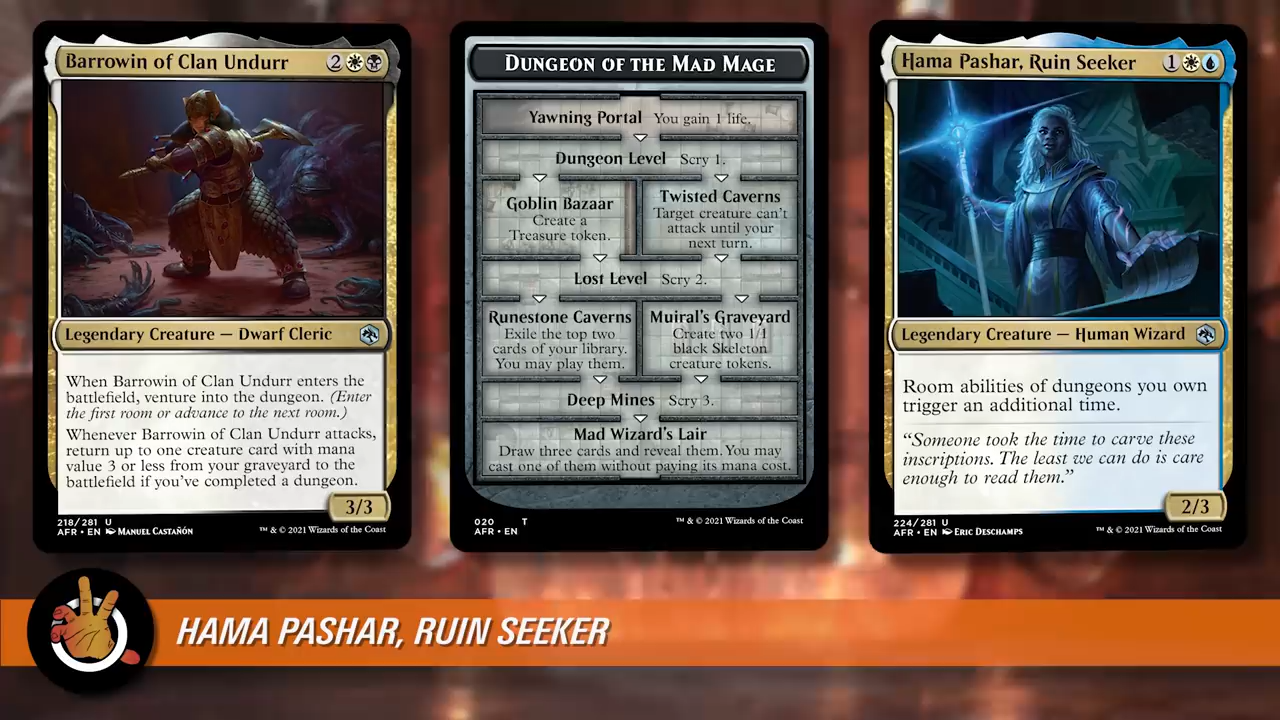 Barrowin of Clan Undurr 2
Legendary Creature — Dwarf Cleric
When Barrowin of Clan Undurr enters the
battlefield, venture into the dungeon. (Enter
the first room or advance to the next room.)
Whenever Barrowin of Clan Undurr attacks,
return up to one creature card with mana
value 3 or less from your graveyard to the
battlefield if you've completed a dungeon.
3/3
218/281 U
AFR • EN Manuel Castañón ™ & © 2021 Wizards of the Coast
Dungeon of the Mad Mage
Yawning Portal You gain 1 life.
Dungeon Level Scry 1.
Goblin Bazaar
Create a
Treasure token.
Twisted Caverns
Target creature can't
attack until your
next turn.
Lost Level Scry 2.
Runestone Caverns
Exile the top two
cards of your library.
You may play them.
Muiral's Graveyard
Create two 1/1
black Skeleton
creature tokens.
Deep Mines Scry 3.
Mad Wizard's Lair
Draw three cards and reveal them. You may
cast one of them without paying its mana cost.
020 T
AFR • EN ™ & © 2021 Wizards of the Coast
Hama Pashar, Ruin Seeker 1
Legendary Creature — Human Wizard
Room abilities of dungeons you own
trigger an additional time.
“Someone took the time to carve these
inscriptions. The least we can do is care
enough to read them.”
2/3
224/281 U
AFR • EN Eric Deschamps ™ & © 2021 Wizards of the Coast
HAMA PASHAR, RUIN SEEKER